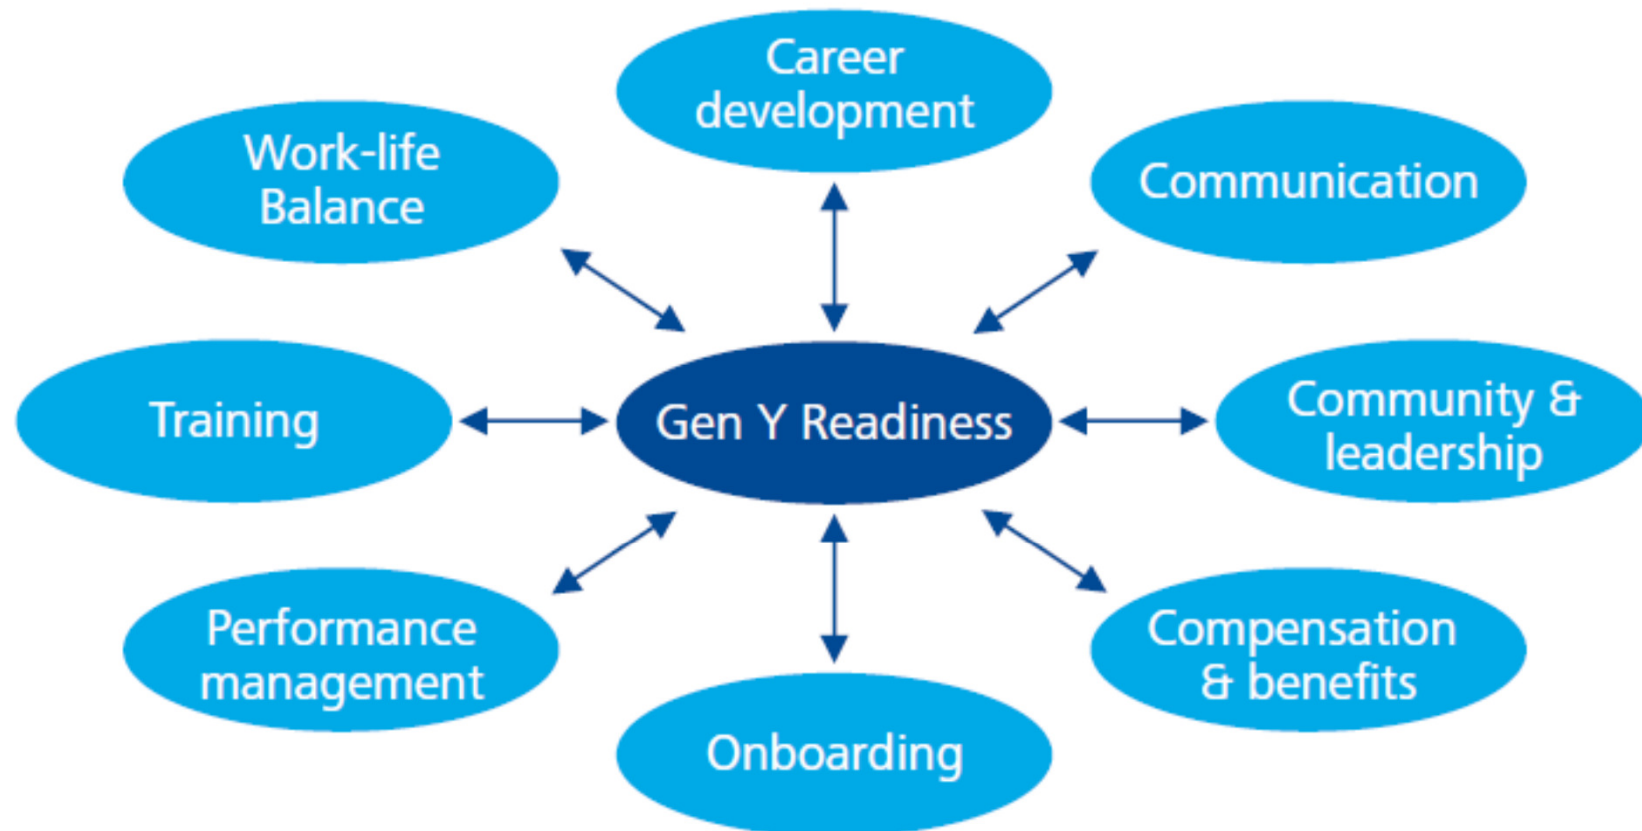 Career
development
Work-life
Balance
Communication
Training
Gen Y Readiness
Community &
leadership
Performance
management
Compensation
& benefits
Onboarding